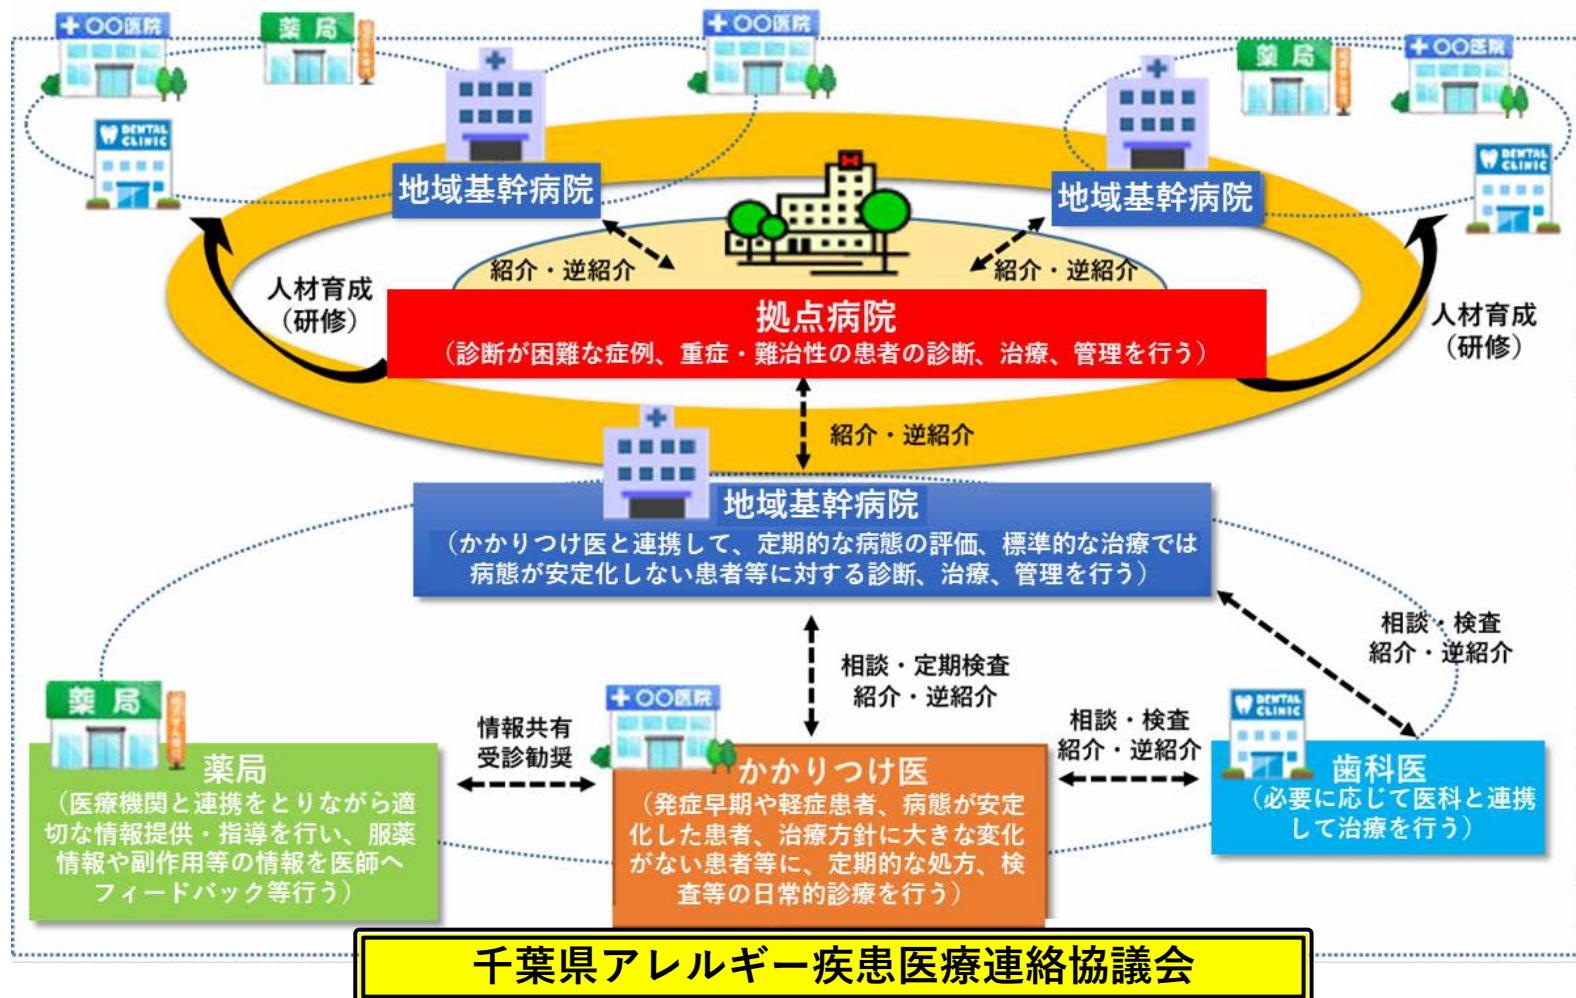 〇〇医院
薬局
〇〇医院
薬局
〇〇医院
DENTAL
CLINIC
DENTAL
CLINIC
地域基幹病院
地域基幹病院
紹介・逆紹介
紹介・逆紹介
人材育成
（研修）
人材育成
（研修）
拠点病院
（診断が困難な症例、重症・難治性の患者の診断、治療、管理を行う）
紹介・逆紹介
地域基幹病院
（かかりつけ医と連携して、定期的な病態の評価、標準的な治療では
病態が安定化しない患者等に対する診断、治療、管理を行う）
相談・検査
紹介・逆紹介
相談・定期検査
紹介・逆紹介
薬局
〇〇医院
DENTAL
CLINIC
情報共有
受診勧奨
相談・検査
紹介・逆紹介
薬局
（医療機関と連携をとりながら適
切な情報提供・指導を行い、服薬
情報や副作用等の情報を医師へ
フィードバック等行う）
かかりつけ医
（発症早期や軽症患者、病態が安定
化した患者、治療方針に大きな変化
がない患者等に、定期的な処方、検
査等の日常的診療を行う）
歯科医
（必要に応じて医科と連携
して治療を行う）
千葉県アレルギー疾患医療連絡協議会